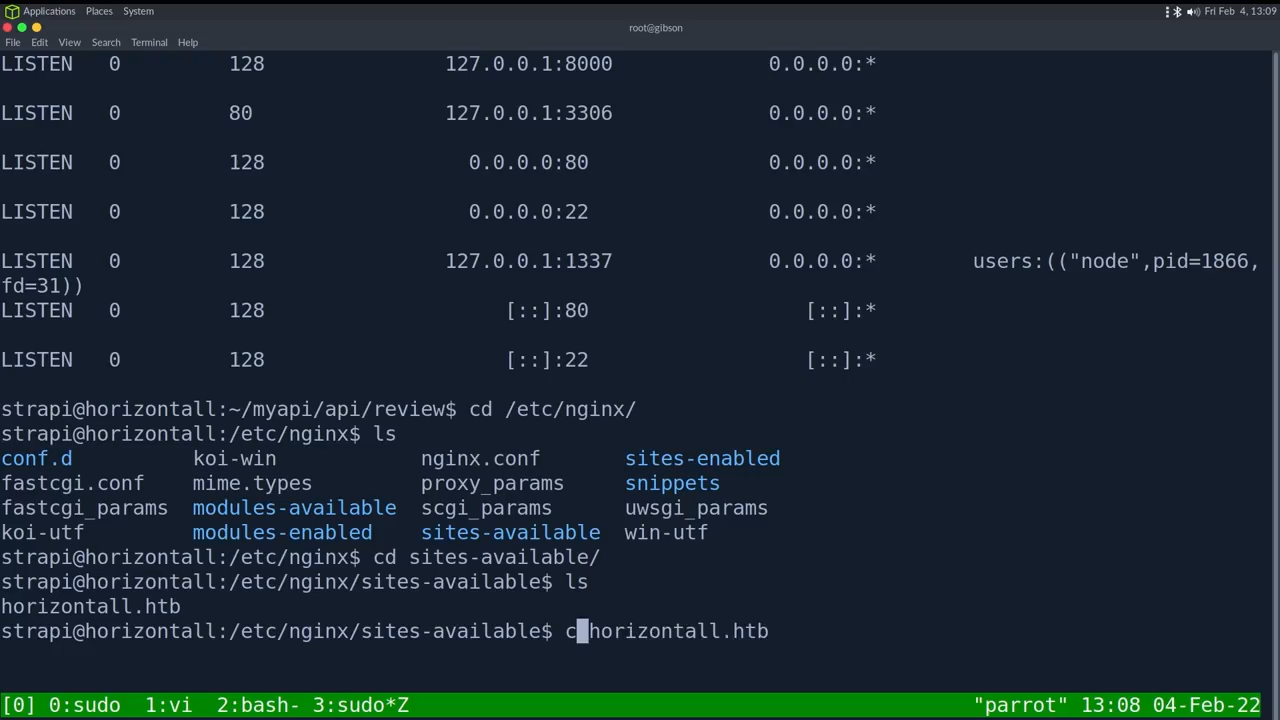 Applications Places System Fri Feb 4, 13:09
root@gibson
File Edit View Search Terminal Help
LISTEN 0 128 127.0.0.1:8000 0.0.0.0:*
LISTEN 0 80 127.0.0.1:3306 0.0.0.0:*
LISTEN 0 128 0.0.0.0:80 0.0.0.0:*
LISTEN 0 128 0.0.0.0:22 0.0.0.0:*
LISTEN 0 128 127.0.0.1:1337 0.0.0.0:* users:(("node",pid=1866,
fd=31))
LISTEN 0 128 [::]:80 [::]:*
LISTEN 0 128 [::]:22 [::]:*
strapi@horizontall:~/myapi/api/review$ cd /etc/nginx/
strapi@horizontall:/etc/nginx$ ls
conf.d koi-win nginx.conf sites-enabled
fastcgi.conf mime.types proxy_params snippets
fastcgi_params modules-available scgi_params uwsgi_params
koi-utf modules-enabled sites-available win-utf
strapi@horizontall:/etc/nginx$ cd sites-available/
strapi@horizontall:/etc/nginx/sites-available$ ls
horizontall.htb
strapi@horizontall:/etc/nginx/sites-available$ c horizontall.htb
[0] 0:sudo 1:vi 2:bash- 3:sudo*Z "parrot" 13:08 04-Feb-22